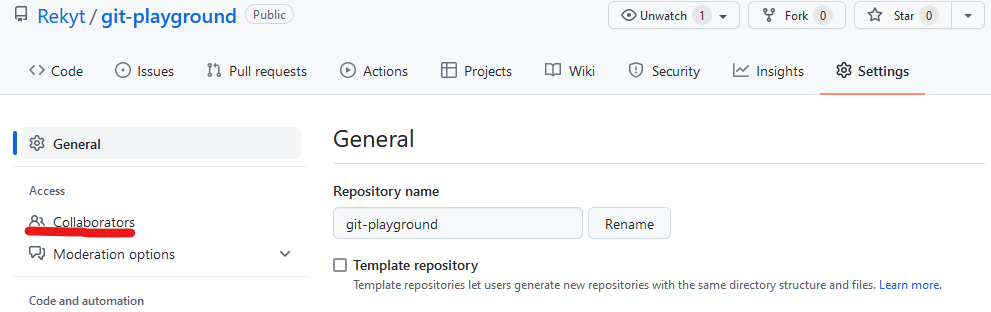 Rekyt / git-playground Public
Unwatch 1 Fork 0 Star 0
Code Issues Pull requests Actions Projects Wiki Security Insights Settings
General
Access
Collaborators
Moderation options
Code and automation
General
Repository name
git-playground Rename
Template repository
Template repositories let users generate new repositories with the same directory structure and files. Learn more.